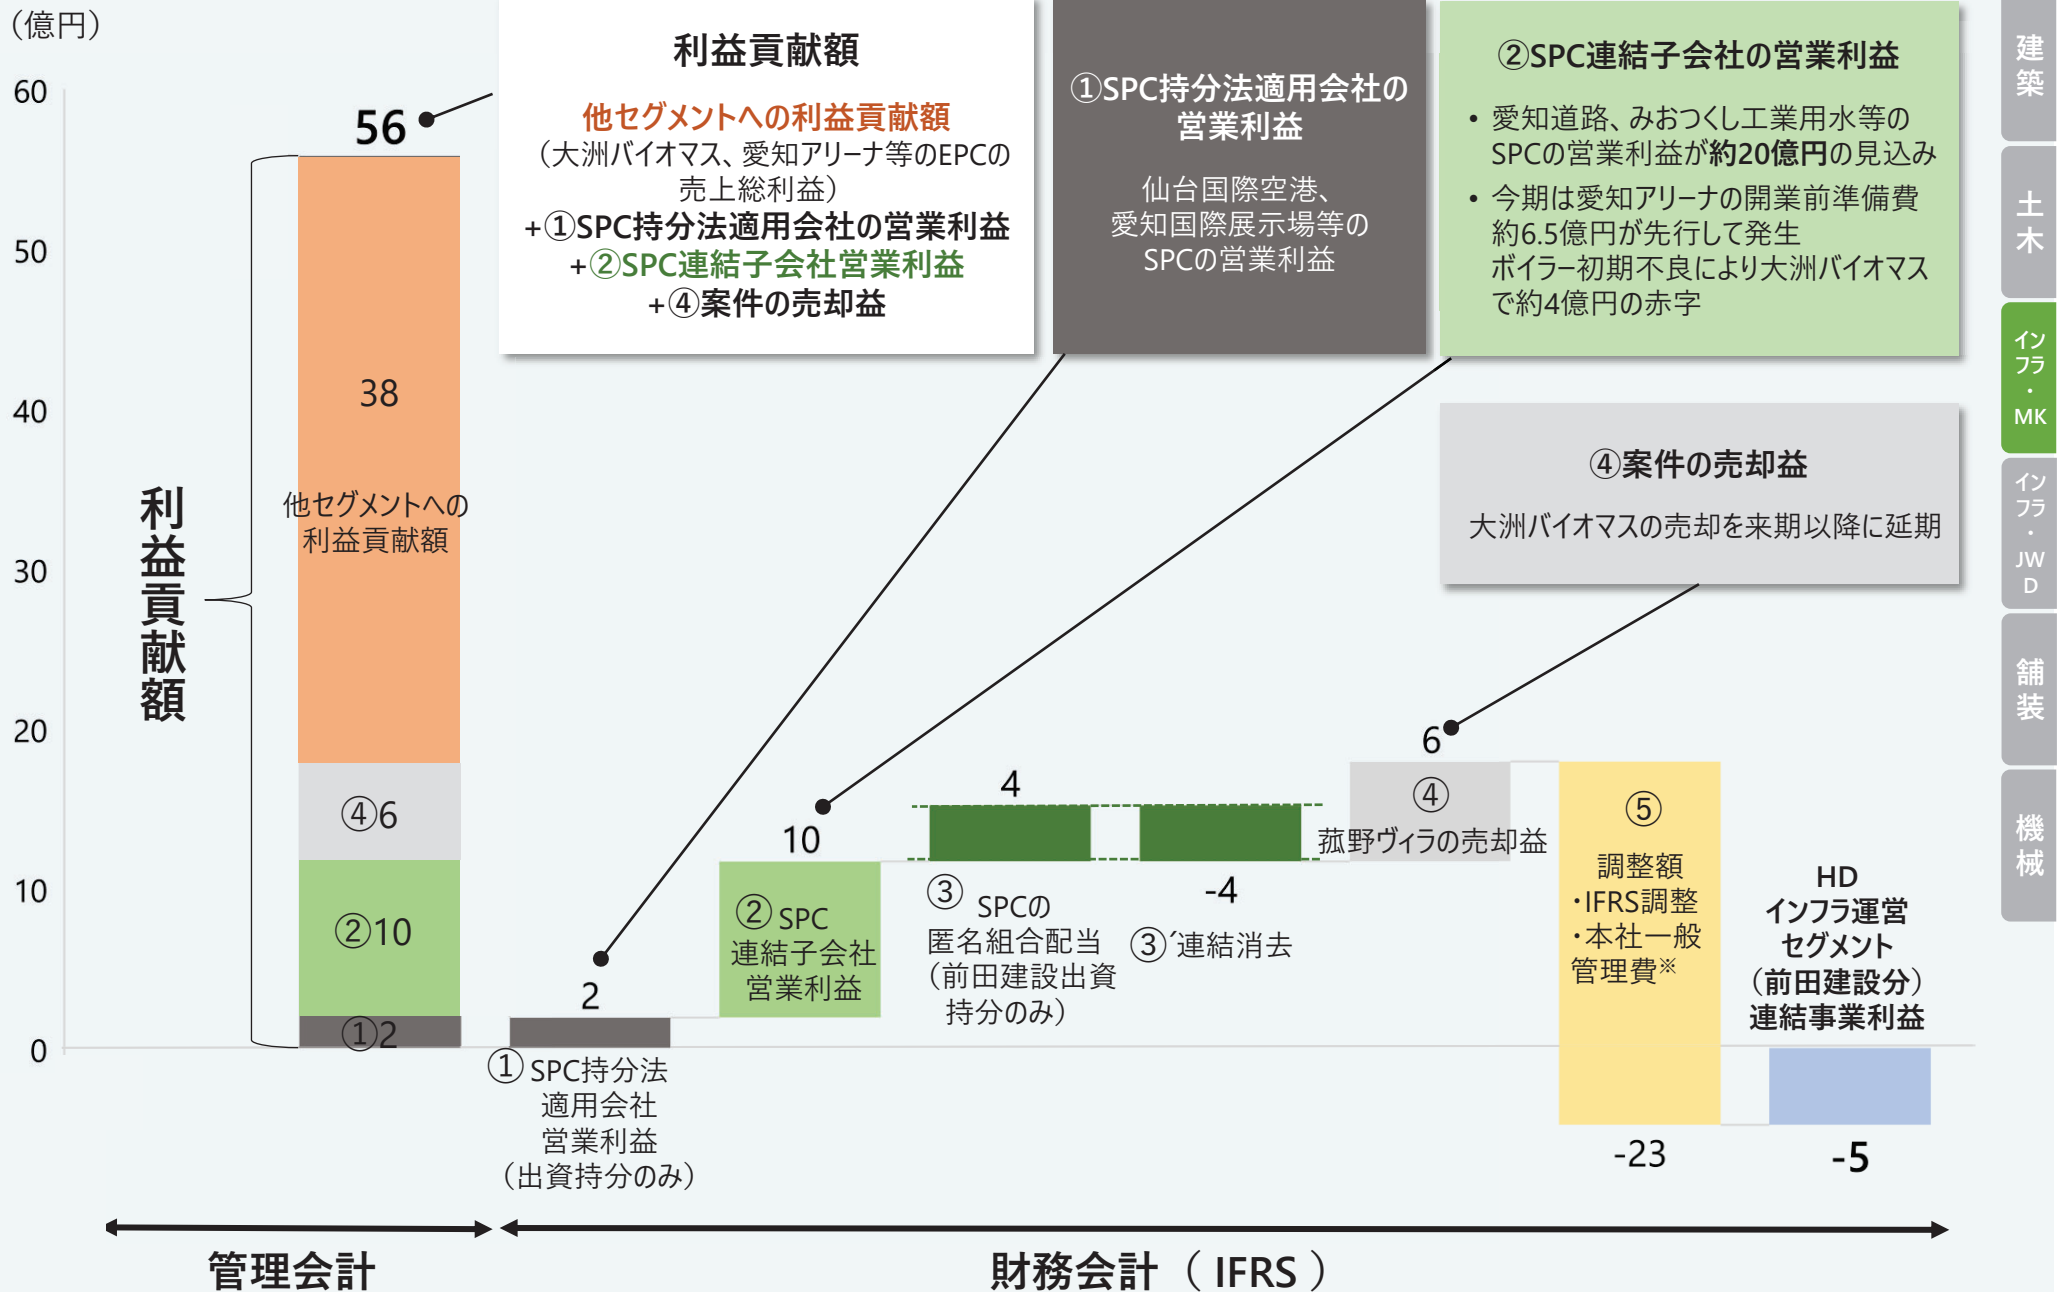 （億円）
60
50
40
30
20
10
0
56
利益貢献額
38
他セグメントへの
利益貢献額
④6
②10
①2
利益貢献額
他セグメントへの利益貢献額
（大洲バイオマス、愛知アリーナ等のEPCの
売上総利益）
+①SPC持分法適用会社の営業利益
+②SPC連結子会社営業利益
+④案件の売却益
①SPC持分法適用会社の
営業利益
仙台国際空港、
愛知国際展示場等の
SPCの営業利益
②SPC連結子会社の営業利益
• 愛知道路、みおつくし工業用水等の
SPCの営業利益が約20億円の見込み
• 今期は愛知アリーナの開業前準備費
約6.5億円が先行して発生
ボイラー初期不良により大洲バイオマス
で約4億円の赤字
④案件の売却益
大洲バイオマスの売却を来期以降に延期
2
① SPC持分法
適用会社
営業利益
（出資持分のみ）
10
② SPC
連結子会社
営業利益
4
③ SPCの
匿名組合配当
（前田建設出資
持分のみ）
-4
③´連結消去
6
④
菰野ヴィラの売却益
⑤
調整額
・IFRS調整
・本社一般
管理費※
-23
HD
インフラ運営
セグメント
（前田建設分）
連結事業利益
-5
管理会計
財務会計（ IFRS ）
建築
土木
イン
フラ
・
MK
イン
フラ
・
JW
D
舗装
機械